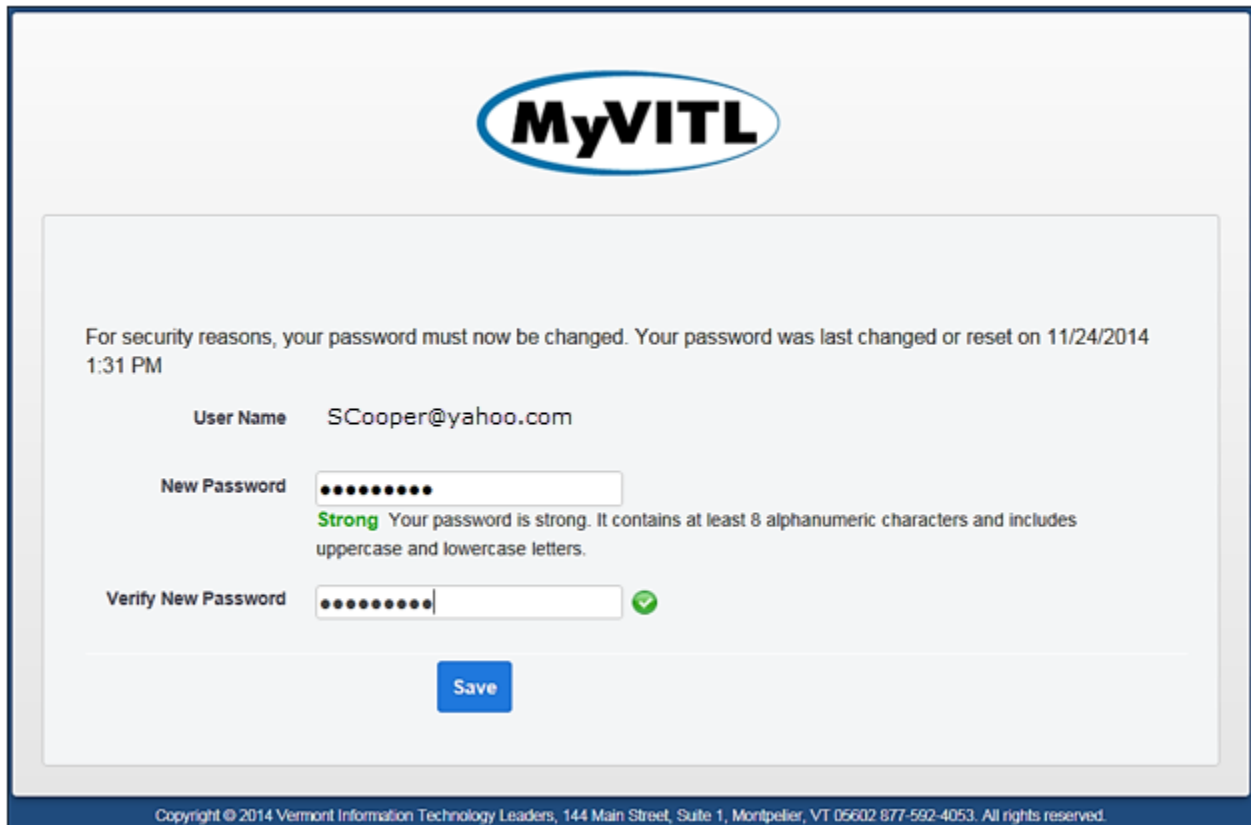 MyVITL
For security reasons, your password must now be changed. Your password was last changed or reset on 11/24/2014
1:31 PM
User Name SCooper@yahoo.com
New Password •••••••••
Strong Your password is strong. It contains at least 8 alphanumeric characters and includes
uppercase and lowercase letters.
Verify New Password •••••••••
Save
Copyright © 2014 Vermont Information Technology Leaders, 144 Main Street, Suite 1, Montpelier, VT 05602 877-592-4053. All rights reserved.